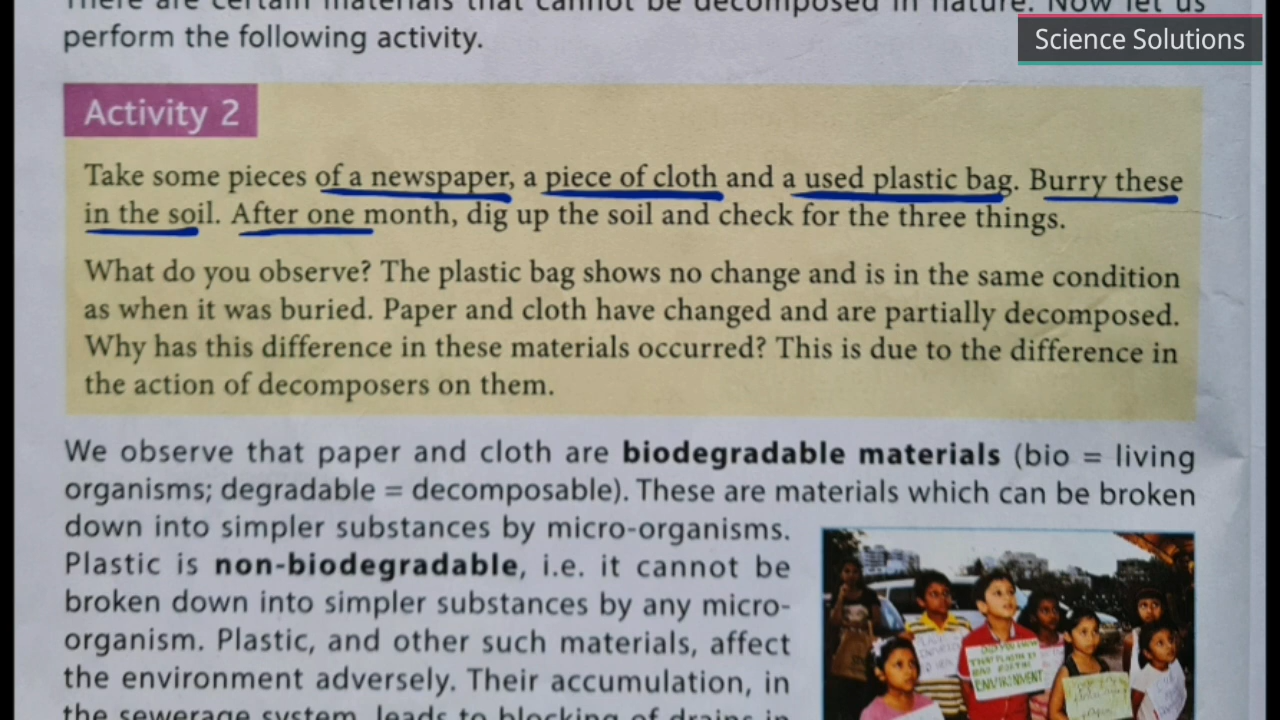 There are certain materials that cannot be decomposed in nature. Now let us
perform the following activity.
Science Solutions
Activity 2
Take some pieces of a newspaper, a piece of cloth and a used plastic bag. Burry these
in the soil. After one month, dig up the soil and check for the three things.
What do you observe? The plastic bag shows no change and is in the same condition
as when it was buried. Paper and cloth have changed and are partially decomposed.
Why has this difference in these materials occurred? This is due to the difference in
the action of decomposers on them.
We observe that paper and cloth are biodegradable materials (bio = living
organisms; degradable = decomposable). These are materials which can be broken
down into simpler substances by micro-organisms.
Plastic is non-biodegradable, i.e. it cannot be
broken down into simpler substances by any micro-
organism. Plastic, and other such materials, affect
the environment adversely. Their accumulation, in
the sewerage system, leads to blocking of drains in